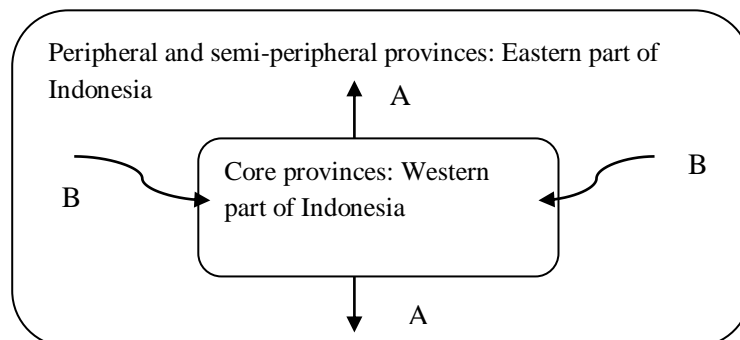 Peripheral and semi-peripheral provinces: Eastern part of
Indonesia
A
Core provinces: Western
part of Indonesia
B
B
A